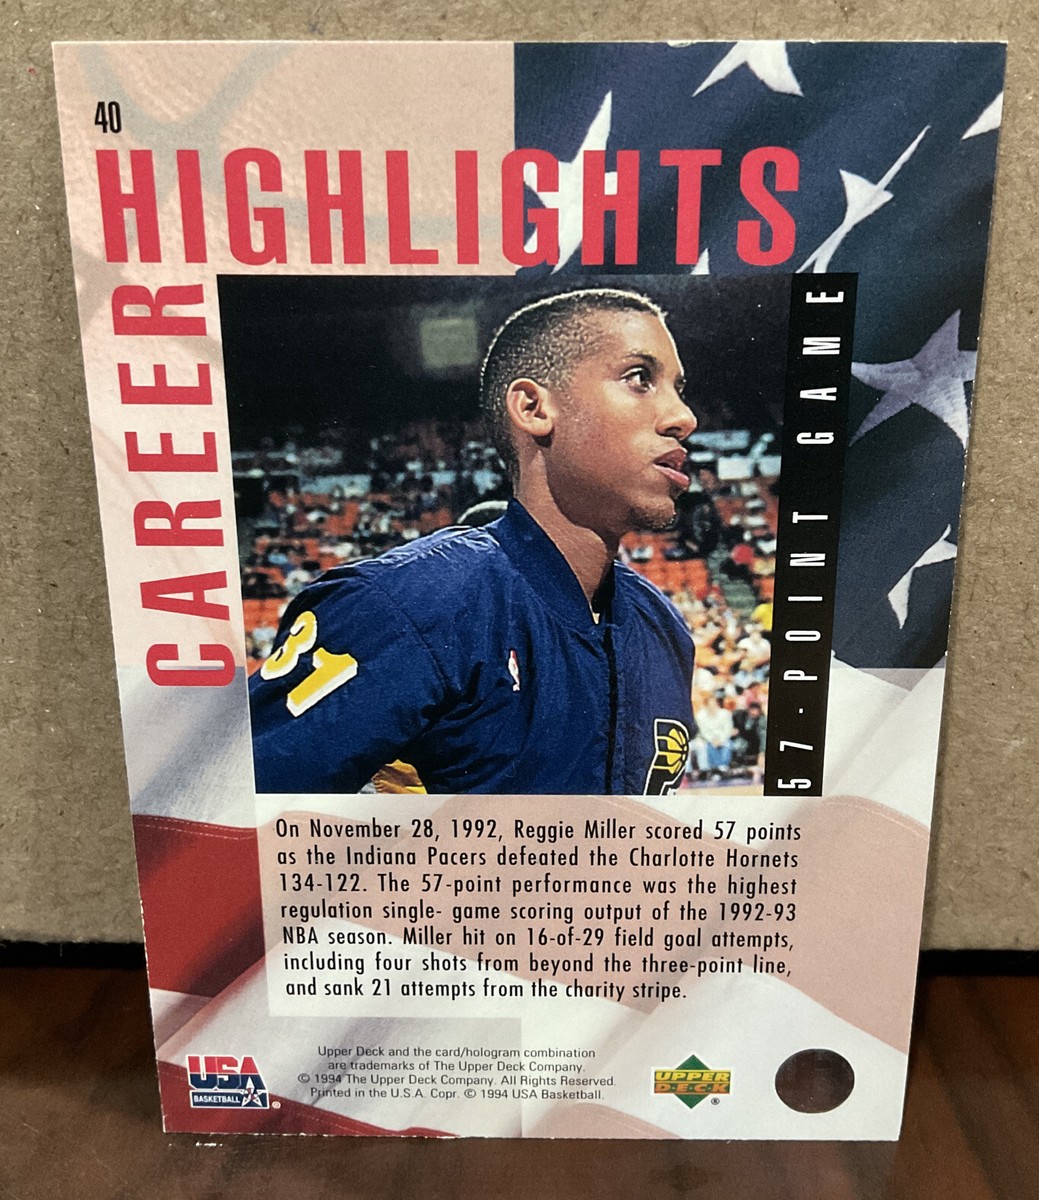 40
HIGHLIGHTS
CAREER
57-POINT GAME
31
On November 28, 1992, Reggie Miller scored 57 points
as the Indiana Pacers defeated the Charlotte Hornets
134-122. The 57-point performance was the highest
regulation single- game scoring output of the 1992-93
NBA season. Miller hit on 16-of-29 field goal attempts,
including four shots from beyond the three-point line,
and sank 21 attempts from the charity stripe.
USA
BASKETBALL
®
Upper Deck and the card/hologram combination
are trademarks of The Upper Deck Company.
© 1994 The Upper Deck Company. All Rights Reserved.
Printed in the U.S.A. Copr. © 1994 USA Basketball.
UPPER
DECK
®